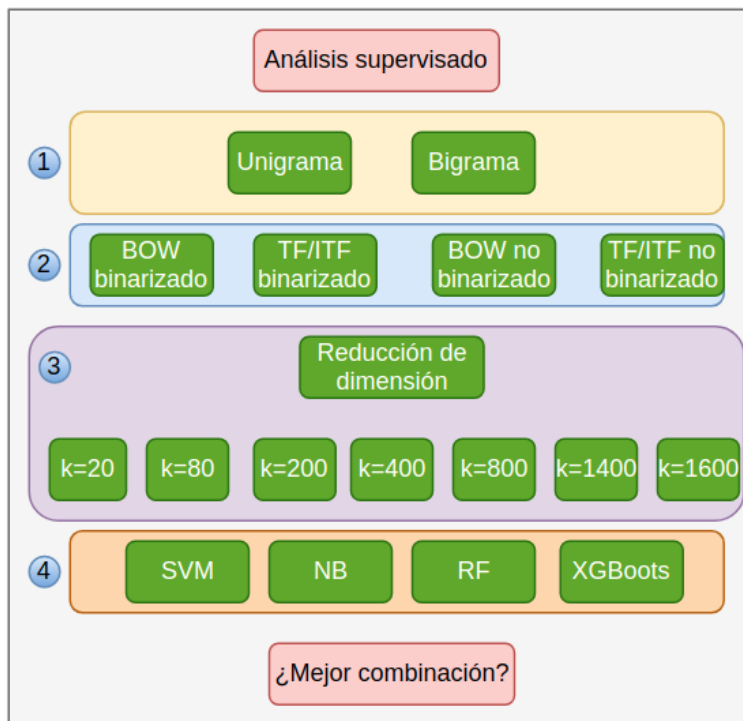 Análisis supervisado
1
Unigrama
Bigrama
2
BOW
binarizado
TF/ITF
binarizado
BOW no
binarizado
TF/ITF no
binarizado
3
Reducción de
dimensión
k=20
k=80
k=200
k=400
k=800
k=1400
k=1600
4
SVM
NB
RF
XGBoots
¿Mejor combinación?